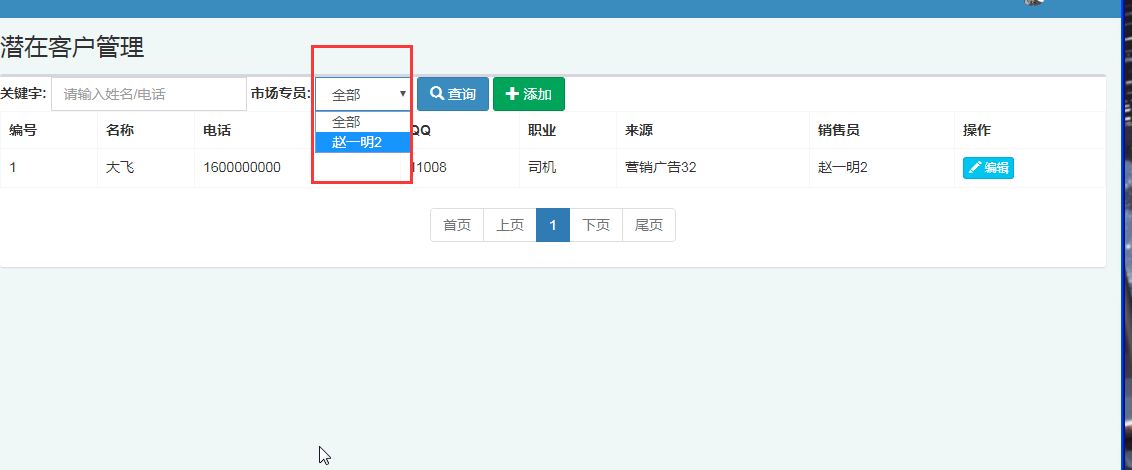 潜在客户管理
关键字: 请输入姓名/电话 市场专员: 全部 查询 添加
全部
赵一明2
编号 名称 电话 QQ 职业 来源 销售员 操作
1 大飞 1600000000 11008 司机 营销广告32 赵一明2 编辑
首页 上页 1 下页 尾页